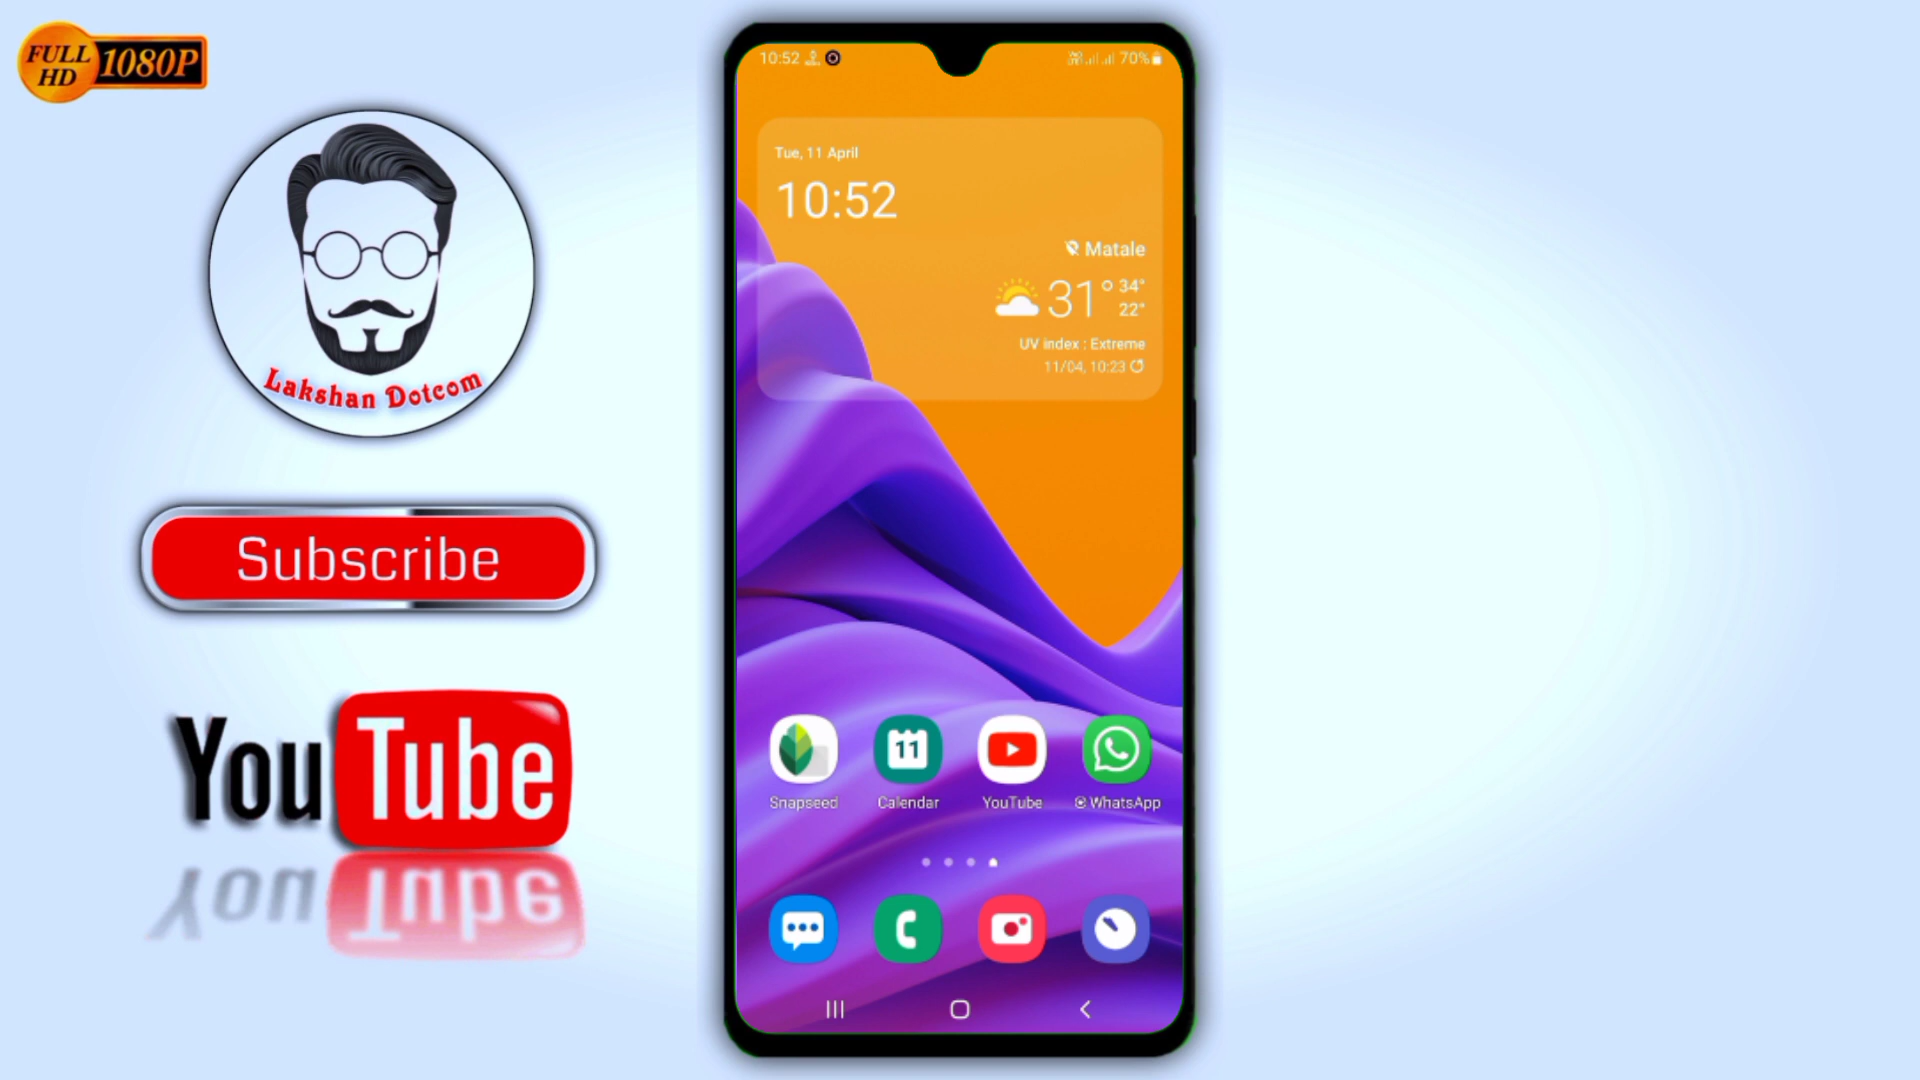 FULL HD 1080P
Lakshan Dotcom
Subscribe
YouTube
10:52
70%
Tue, 11 April
10:52
Matale
31° 34°
22°
UV index : Extreme
11/04, 10:23
11
Snapseed Calendar YouTube WhatsApp